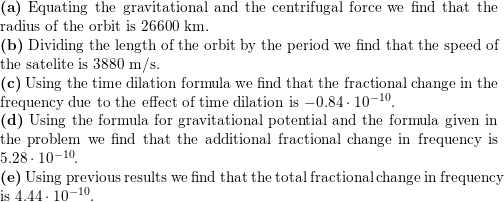 (a) Equating the gravitational and the centrifugal force we find that the
radius of the orbit is 26600 km.
(b) Dividing the length of the orbit by the period we find that the speed of
the satelite is 3880 m/s.
(c) Using the time dilation formula we find that the fractional change in the
frequency due to the effect of time dilation is −0.84 · 10⁻¹⁰.
(d) Using the formula for gravitational potential and the formula given in
the problem we find that the additional fractional change in frequency is
5.28 · 10⁻¹⁰.
(e) Using previous results we find that the total fractional change in frequency
is 4.44 · 10⁻¹⁰.